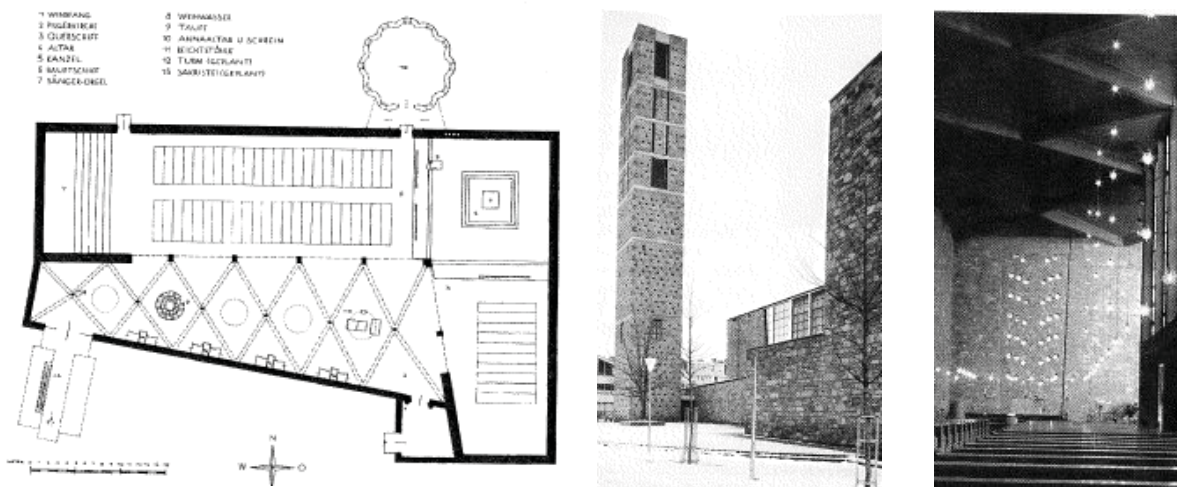 1 WINDFANG
2 PILGERKIRCHE
3 QUERSCHIFF
4 ALTAR
5 KANZEL
6 HAUPTSCHIFF
7 SÄNGER-ORGEL
8 WEIHWASSER
9 TAUFE
10 ANNAALTAR U SCHREIN
11 BEICHTSTÜHLE
12 TURM (GEPLANT)
13 SAKRISTEI (GEPLANT)
N
W O